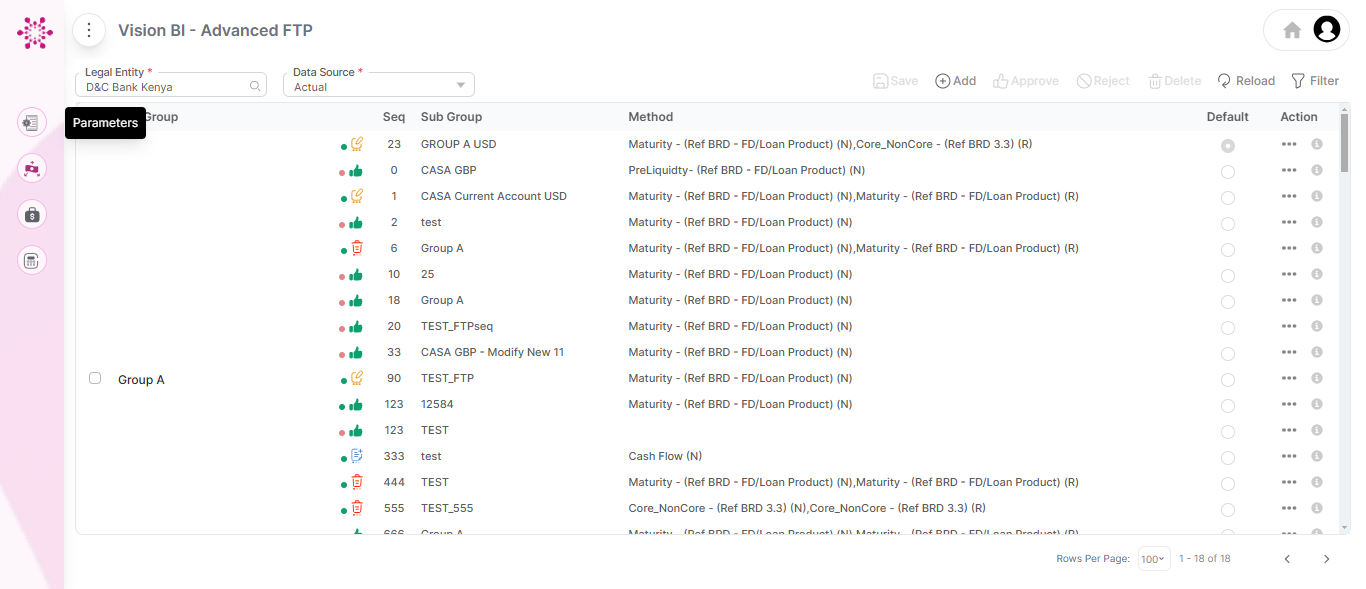 Vision BI - Advanced FTP
Legal Entity *
D&C Bank Kenya
Data Source *
Actual
Save
Add
Approve
Reject
Delete
Reload
Filter
Parameters
Group Seq Sub Group Method Default Action
23 GROUP A USD Maturity - (Ref BRD - FD/Loan Product) (N),Core_NonCore - (Ref BRD 3.3) (R)
0 CASA GBP PreLiquidty- (Ref BRD - FD/Loan Product) (N)
1 CASA Current Account USD Maturity - (Ref BRD - FD/Loan Product) (N),Maturity - (Ref BRD - FD/Loan Product) (R)
2 test Maturity - (Ref BRD - FD/Loan Product) (N)
6 Group A Maturity - (Ref BRD - FD/Loan Product) (N),Maturity - (Ref BRD - FD/Loan Product) (R)
10 25 Maturity - (Ref BRD - FD/Loan Product) (N)
18 Group A Maturity - (Ref BRD - FD/Loan Product) (N)
20 TEST_FTPseq Maturity - (Ref BRD - FD/Loan Product) (N)
33 CASA GBP - Modify New 11 Maturity - (Ref BRD - FD/Loan Product) (N)
Group A 90 TEST_FTP Maturity - (Ref BRD - FD/Loan Product) (N)
123 12584 Maturity - (Ref BRD - FD/Loan Product) (N)
123 TEST
333 test Cash Flow (N)
444 TEST Maturity - (Ref BRD - FD/Loan Product) (N),Maturity - (Ref BRD - FD/Loan Product) (R)
555 TEST_555 Core_NonCore - (Ref BRD 3.3) (N),Core_NonCore - (Ref BRD 3.3) (R)
666 Group A Maturity - (Ref BRD - FD/Loan Product) (N),Maturity - (Ref BRD - FD/Loan Product) (R)
Rows Per Page: 100 1 - 18 of 18